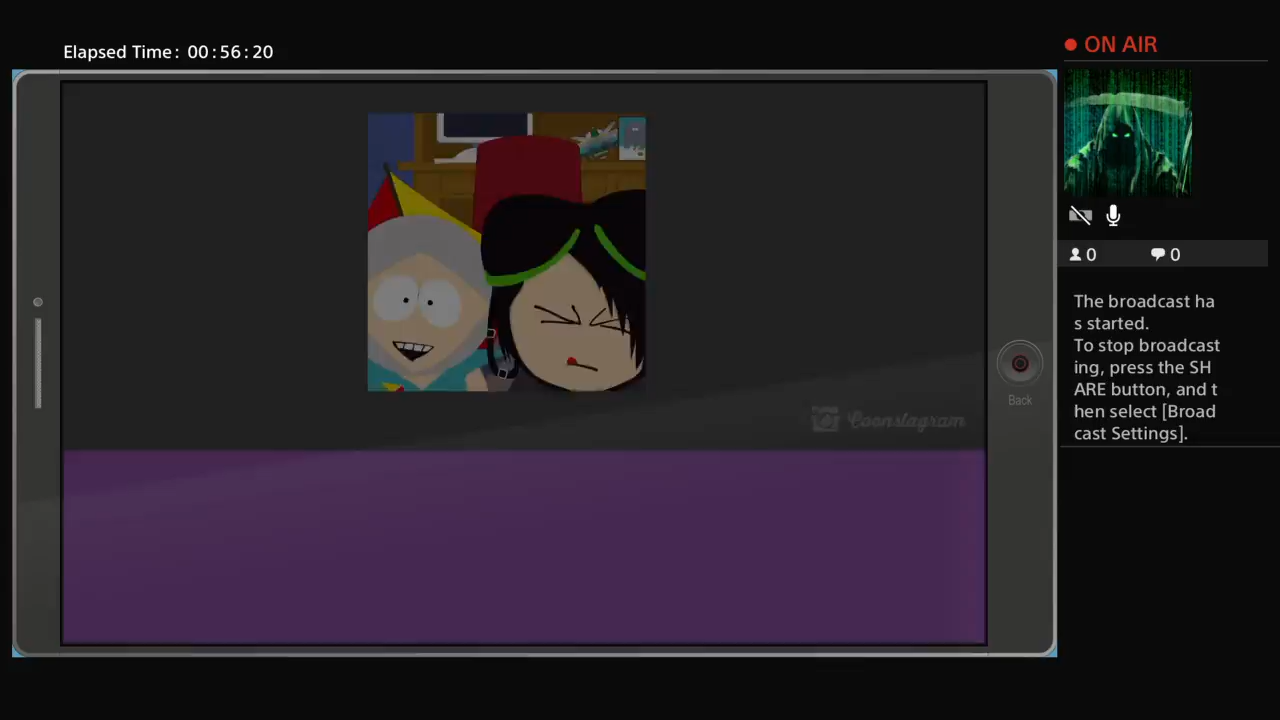 Elapsed Time: 00:56:20
ON AIR
0 0
The broadcast ha
s started.
To stop broadcast
ing, press the SH
ARE button, and t
hen select [Broad
cast Settings].
Back
Coonstagram